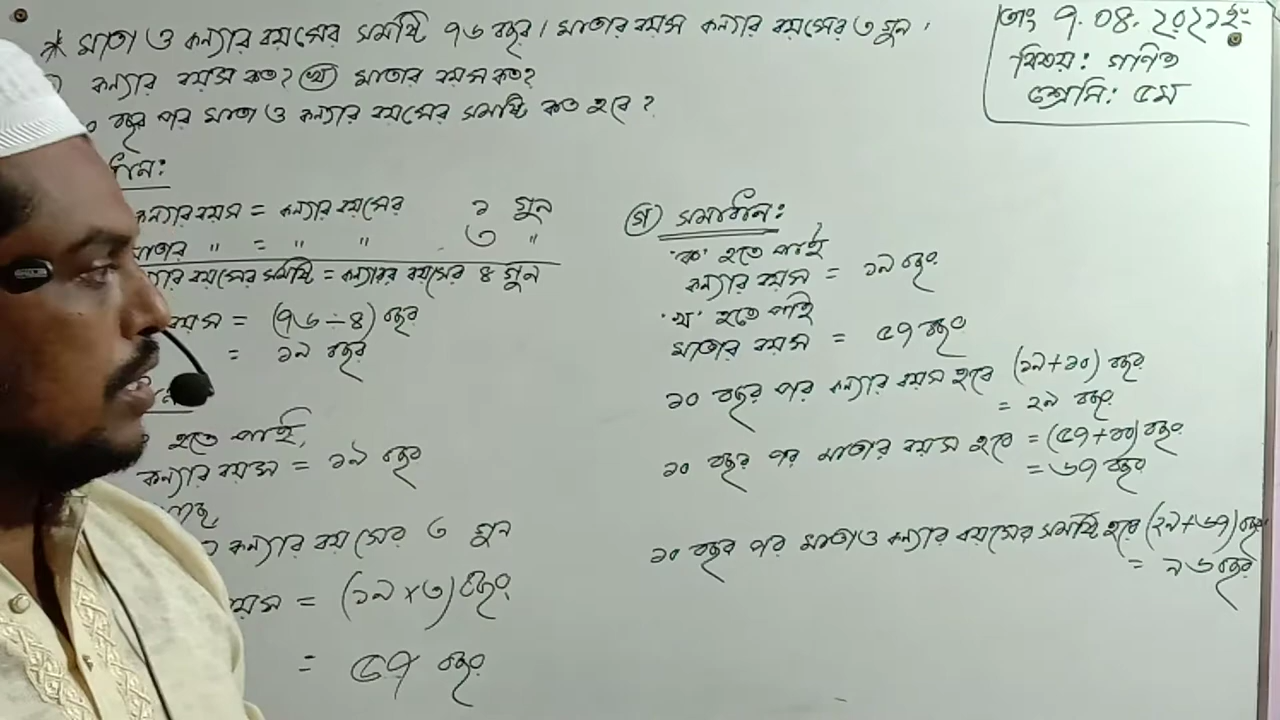 * মাতা ও কন্যার বয়সের সমষ্টি ৭৬ বছর। মাতার বয়স কন্যার বয়সের ৩ গুন।
কন্যার বয়স কত? (খ) মাতার বয়স কত?
০ বছর পর মাতা ও কন্যার বয়সের সমষ্টি কত হবে?
তাং ৭.০৪.২০২১ইং
বিষয়: গণিত
শ্রেনি: ৫ম
ধান:
কন্যার বয়স = কন্যার বয়সের ১ গুন
মাতার " = " " ৩ "
যার বয়সের সমষ্টি = কন্যার বয়সের ৪ গুন
বয়স = (৭৬ ÷ ৪) বছর
= ১৯ বছর
হতে পাই,
কন্যার বয়স = ১৯ বছর
কন্যার বয়সের ৩ গুন
য়স = (১৯ x ৩) বছর
= ৫৭ বছর
(গ) সমাধান:
'ক' হতে পাই
কন্যার বয়স = ১৯ বছর
'খ' হতে পাই
মাতার বয়স = ৫৭ বছর
১০ বছর পর কন্যার বয়স হবে (১৯+১০) বছর
= ২৯ বছর
১০ বছর পর মাতার বয়স হবে = (৫৭+১০) বছর
= ৬৭ বছর
১০ বছর পর মাতা ও কন্যার বয়সের সমষ্টি হবে (২৯+৬৭) বছর
= ৯৬ বছর